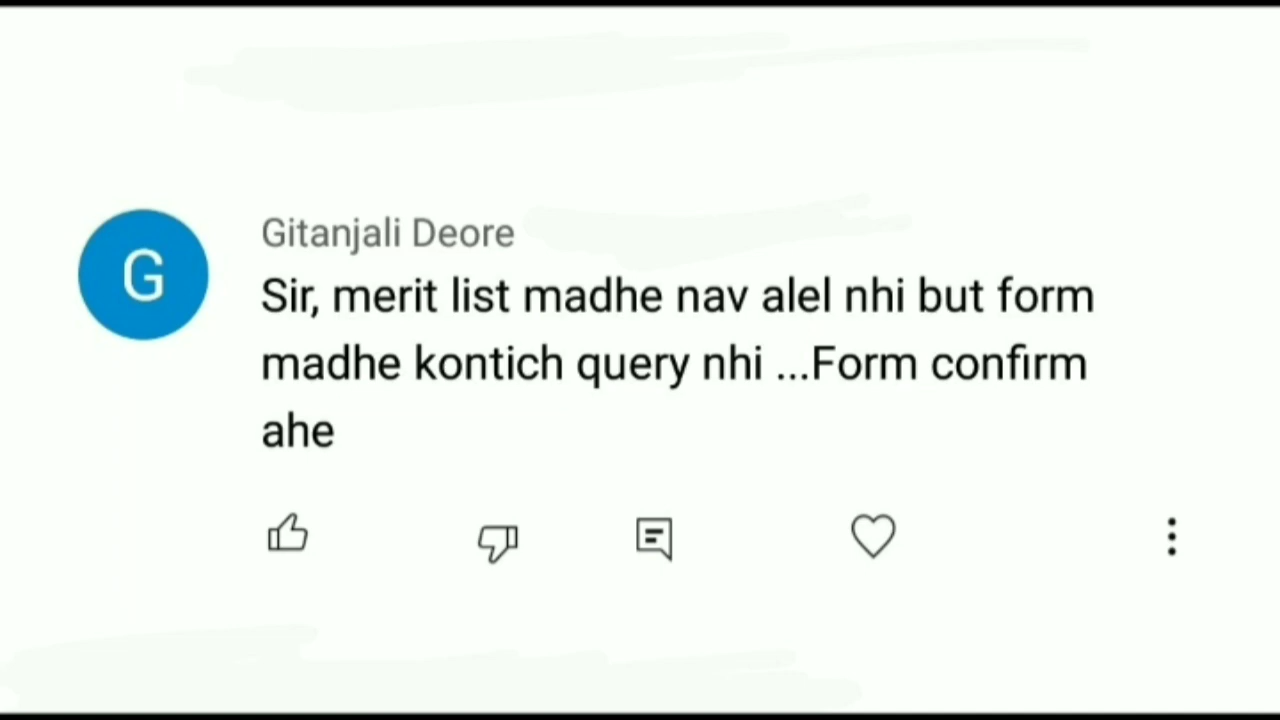 G
Gitanjali Deore
Sir, merit list madhe nav alel nhi but form
madhe kontich query nhi ...Form confirm
ahe